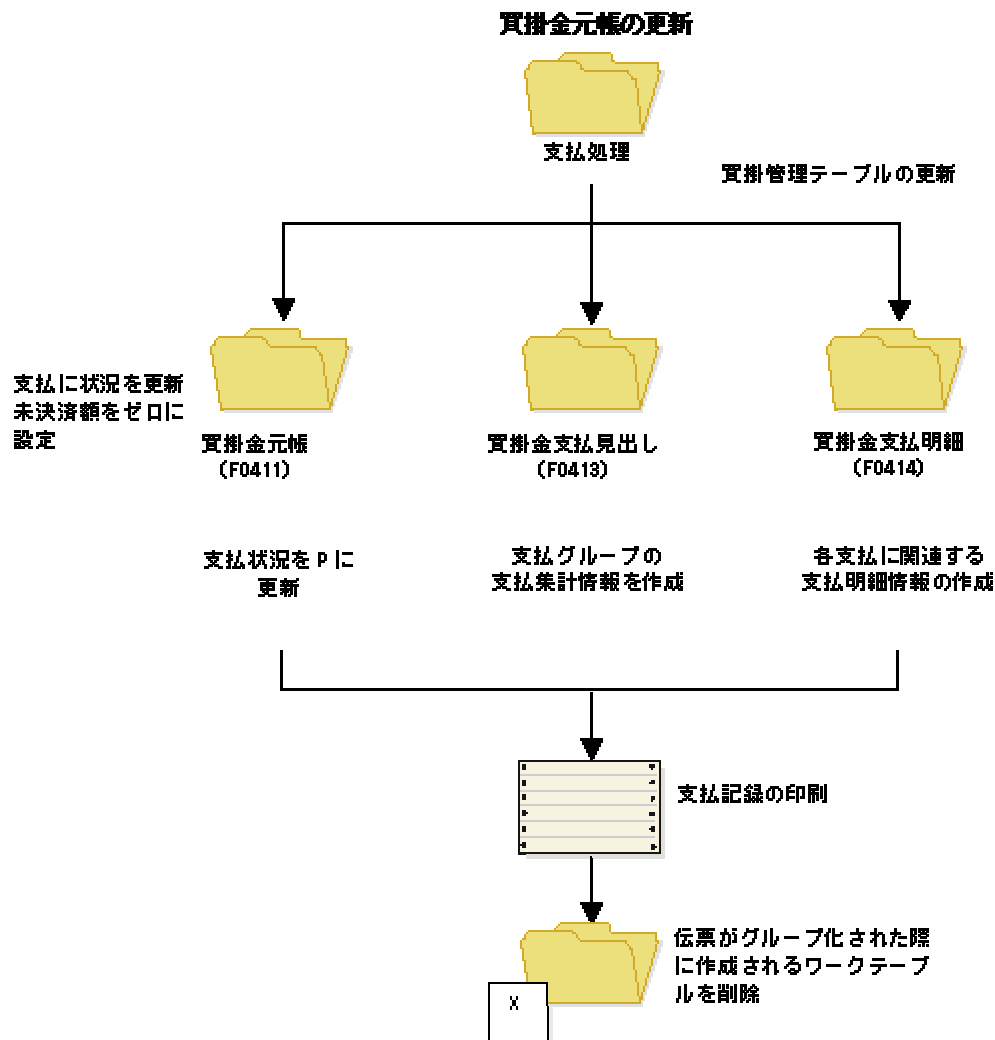 買掛金元帳の更新
支払処理
買掛管理テーブルの更新
支払に状況を更新
未決済額をゼロに
設定
買掛金元帳
(F0411)
買掛金支払見出し
(F0413)
買掛金支払明細
(F0414)
支払状況を P に
更新
支払グループの
支払集計情報を作成
各支払に関連する
支払明細情報の作成
支払記録の印刷
伝票がグループ化された際
に作成されるワークテーブ
ルを削除
X